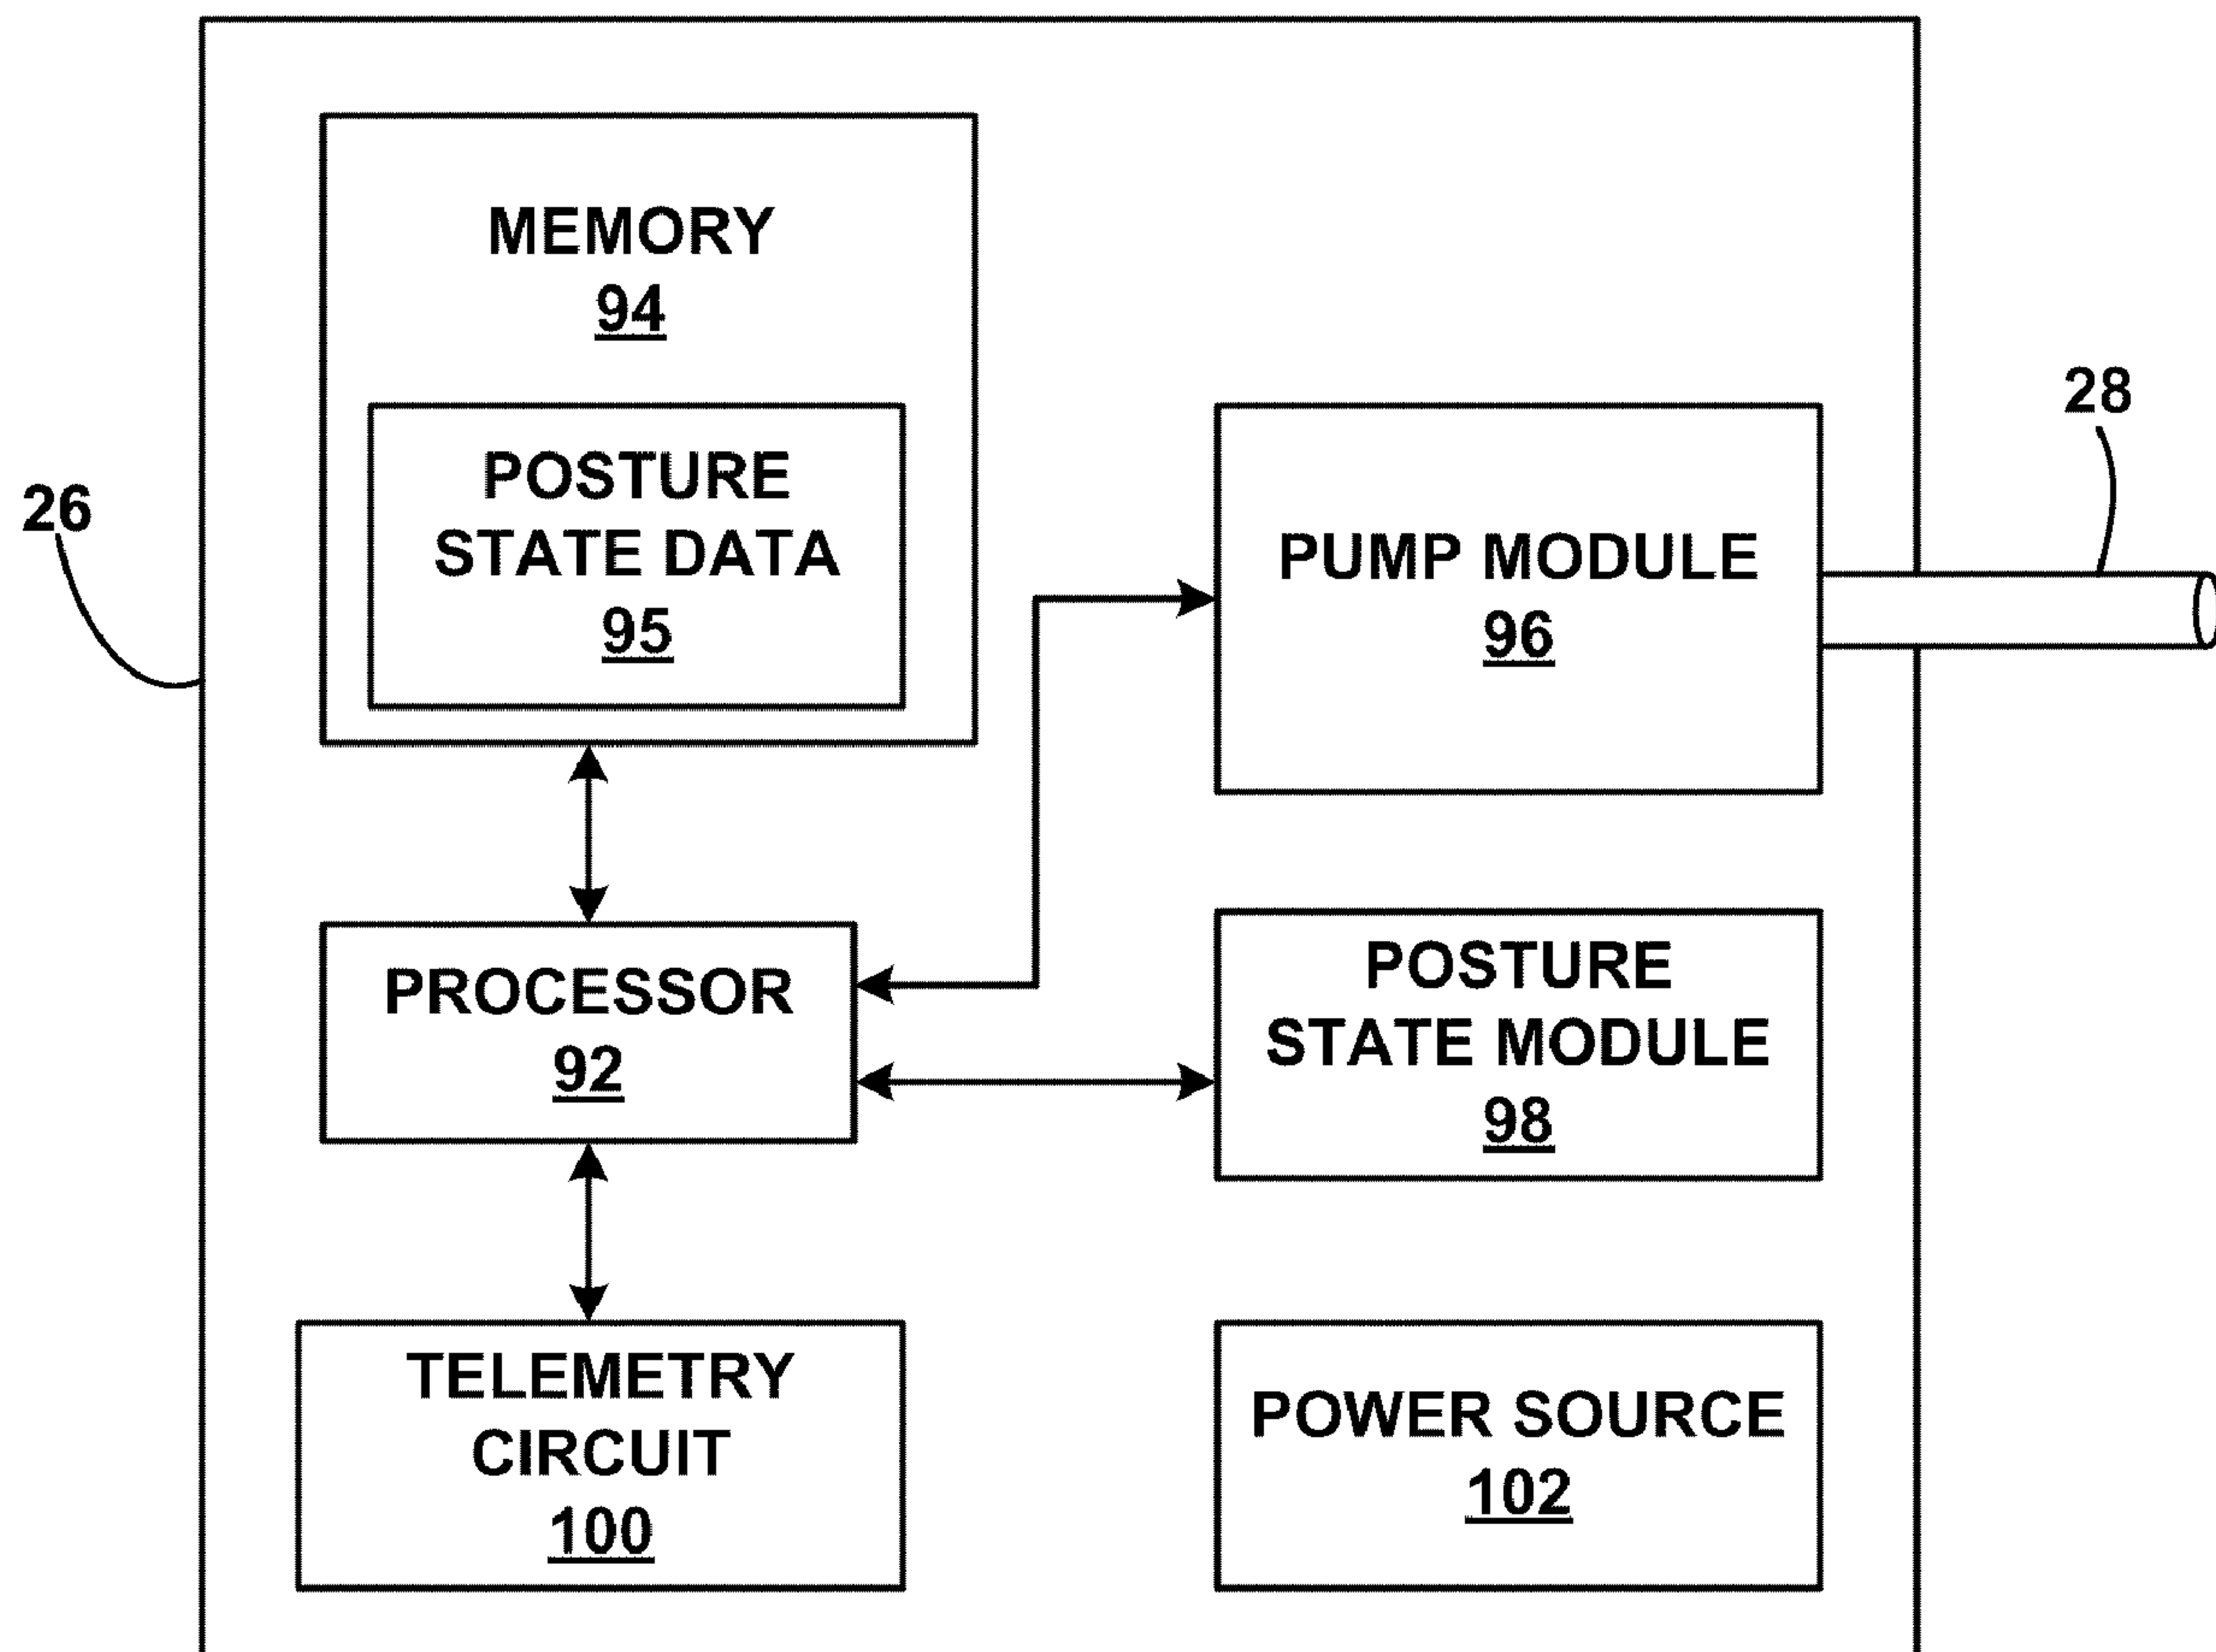 MEMORY
94
POSTURE
STATE DATA
95
26
28
PUMP MODULE
96
PROCESSOR
92
POSTURE
STATE MODULE
98
TELEMETRY
CIRCUIT
100
POWER SOURCE
102